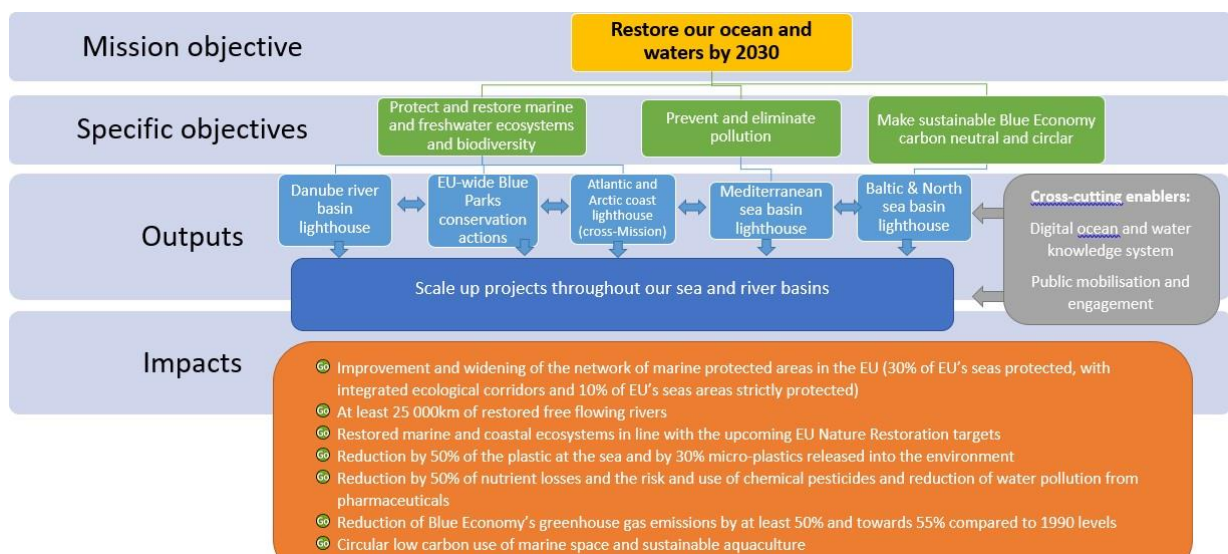 Mission objective
Restore our ocean and
waters by 2030
Specific objectives
Protect and restore marine
and freshwater ecosystems
and biodiversity
Prevent and eliminate
pollution
Make sustainable Blue Economy
carbon neutral and circlar
Outputs
Danube river
basin
lighthouse
EU-wide Blue
Parks
conservation
actions
Atlantic and
Arctic coast
lighthouse
(cross-Mission)
Mediterranean
sea basin
lighthouse
Baltic & North
sea basin
lighthouse
Cross-cutting enablers:
Digital ocean and water
knowledge system
Public mobilisation and
engagement
Scale up projects throughout our sea and river basins
Impacts
Go Improvement and widening of the network of marine protected areas in the EU (30% of EU's seas protected, with
integrated ecological corridors and 10% of EU's seas areas strictly protected)
Go At least 25 000km of restored free flowing rivers
Go Restored marine and coastal ecosystems in line with the upcoming EU Nature Restoration targets
Go Reduction by 50% of the plastic at the sea and by 30% micro-plastics released into the environment
Go Reduction by 50% of nutrient losses and the risk and use of chemical pesticides and reduction of water pollution from
pharmaceuticals
Go Reduction of Blue Economy's greenhouse gas emissions by at least 50% and towards 55% compared to 1990 levels
Go Circular low carbon use of marine space and sustainable aquaculture